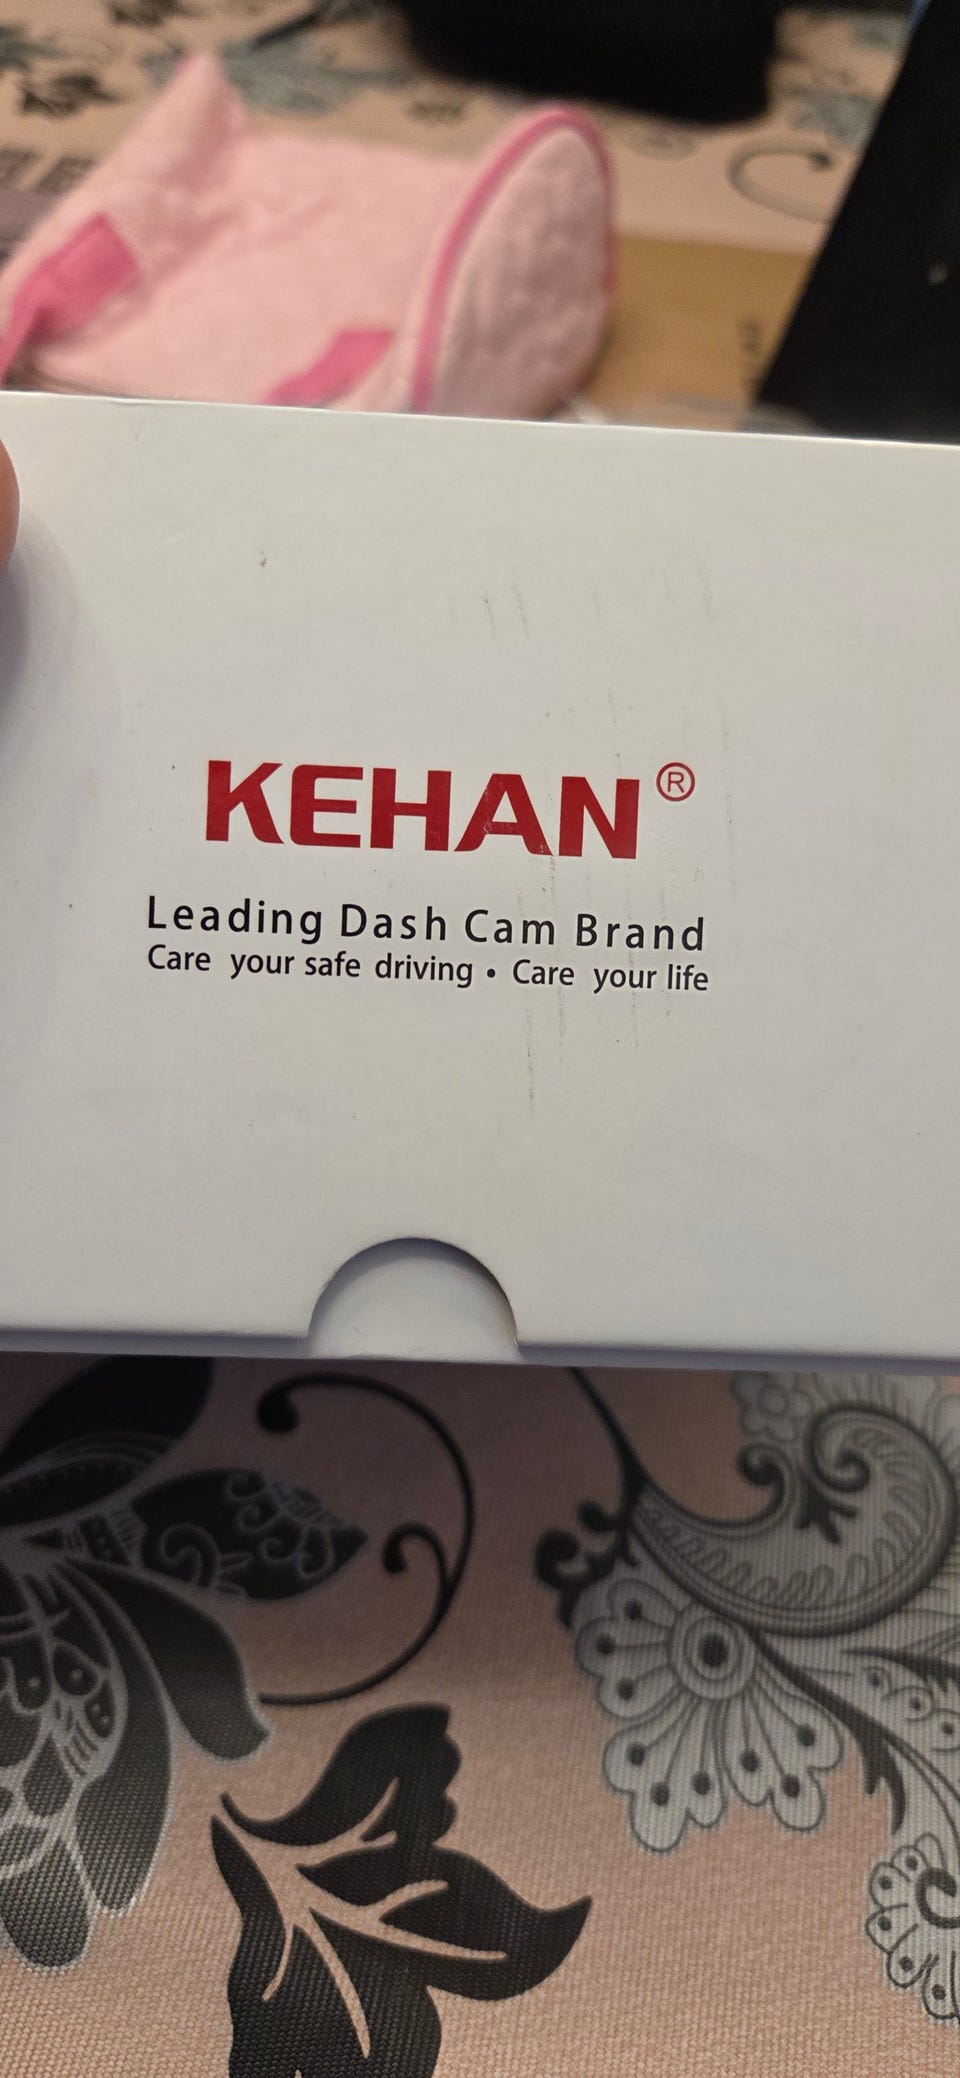 KEHAN®
Leading Dash Cam Brand
Care your safe driving • Care your life